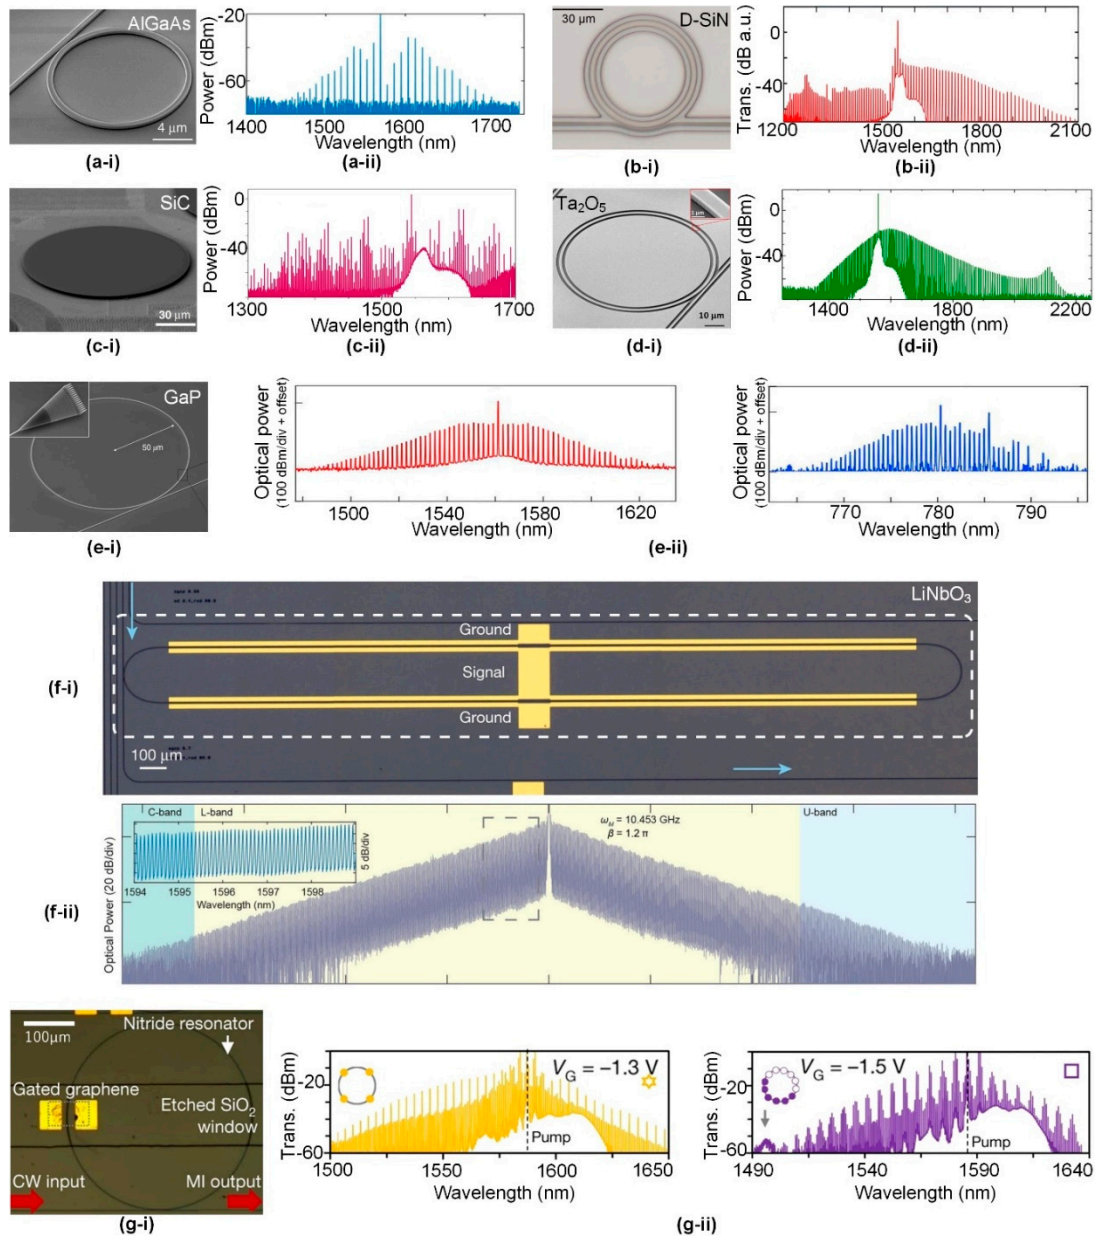 AlGaAs
4 μm
(a-i)
Power (dBm)
-20
-60
1400
1500
1600
1700
Wavelength (nm)
(a-ii)
30 μm
D-SiN
(b-i)
Trans. (dB a.u.)
0
-40
1200
1500
1800
2100
Wavelength (nm)
(b-ii)
SiC
30 μm
(c-i)
Power (dBm)
0
-40
1300
1400
1500
1600
1700
Wavelength (nm)
(c-ii)
Ta2O5
10 μm
(d-i)
Power (dBm)
0
-40
1400
1800
2200
Wavelength (nm)
(d-ii)
GaP
50 μm
(e-i)
Optical power
(100 dBm/div + offset)
1500
1540
1580
1620
Wavelength (nm)
Optical power
(100 dBm/div + offset)
770
780
790
Wavelength (nm)
(e-ii)
LiNbO3
Ground
Signal
Ground
100 μm
(f-i)
C-band
L-band
U-band
ωM = 10.453 GHz
β = 1.2 π
5 dB/div
1594
1595
1596
1597
1598
Wavelength (nm)
Optical Power (20 dB/div)
(f-ii)
100μm
Nitride resonator
Gated graphene
Etched SiO2
window
CW input
MI output
(g-i)
Trans. (dBm)
-20
-60
VG = −1.3 V
Pump
1500
1550
1600
1650
Wavelength (nm)
Trans. (dBm)
-20
-60
VG = −1.5 V
Pump
1490
1540
1590
1640
Wavelength (nm)
(g-ii)